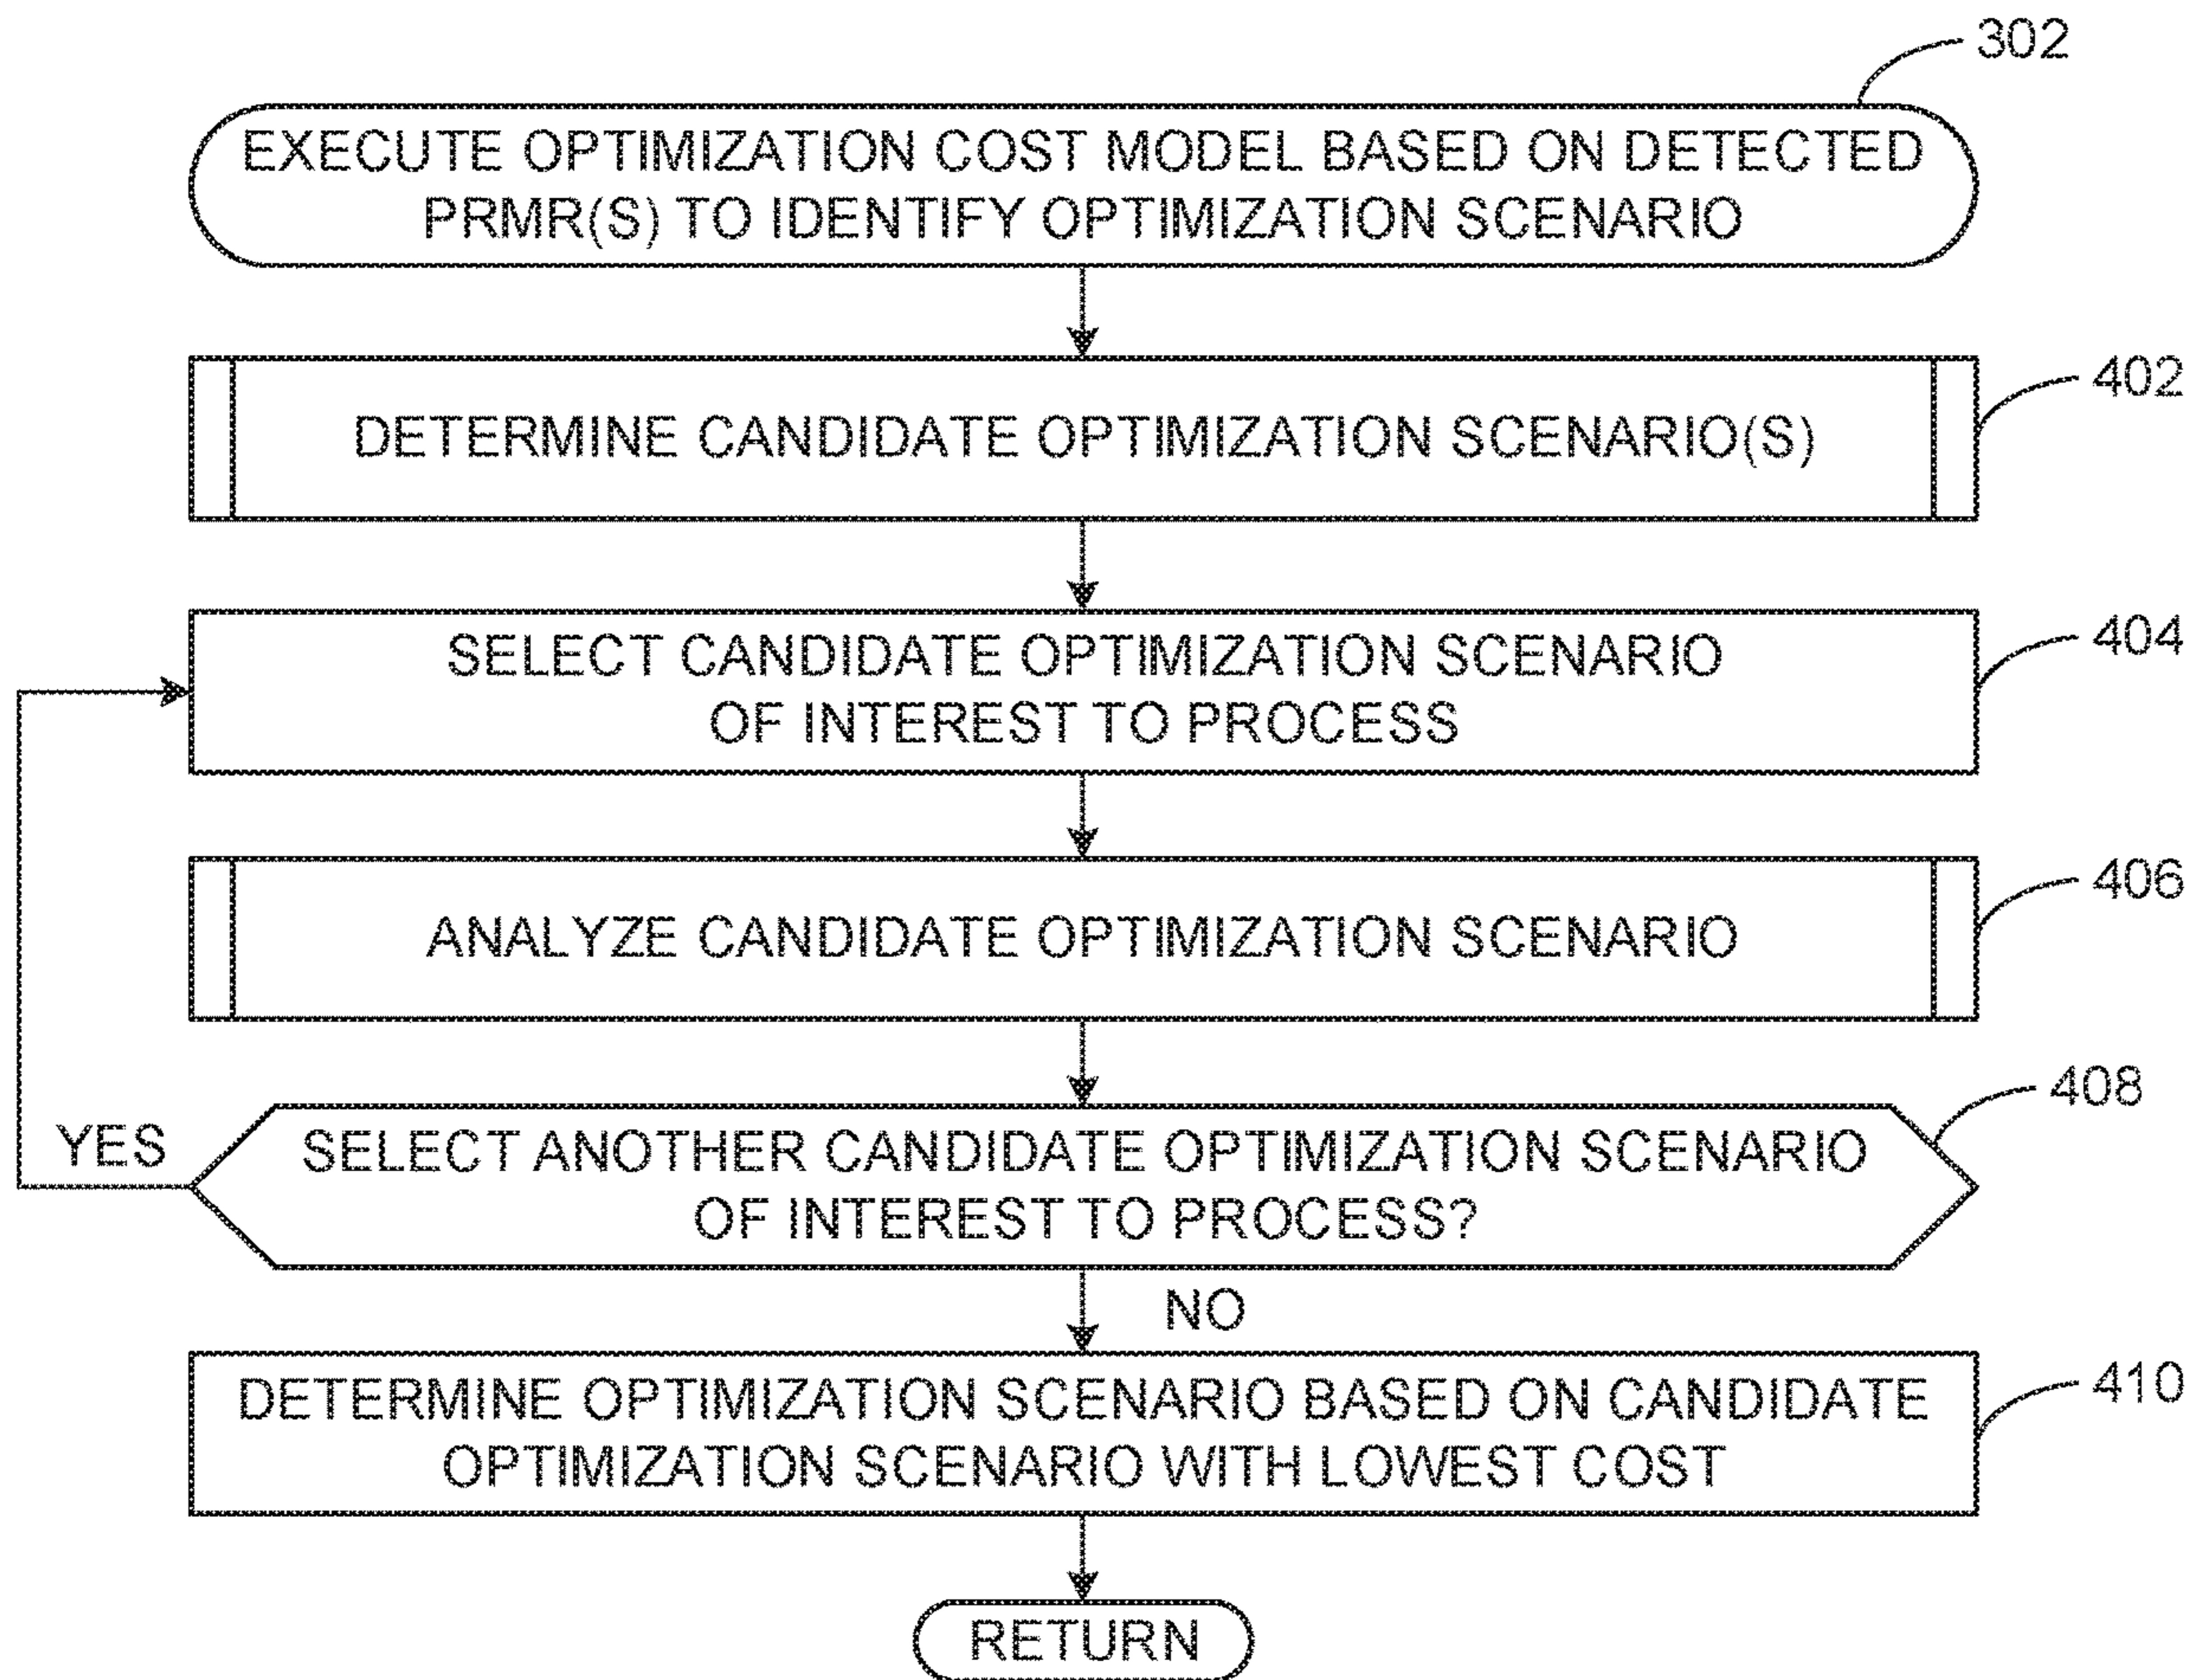 302
EXECUTE OPTIMIZATION COST MODEL BASED ON DETECTED
PRMR(S) TO IDENTIFY OPTIMIZATION SCENARIO
402
DETERMINE CANDIDATE OPTIMIZATION SCENARIO(S)
404
SELECT CANDIDATE OPTIMIZATION SCENARIO
OF INTEREST TO PROCESS
406
ANALYZE CANDIDATE OPTIMIZATION SCENARIO
408
YES
SELECT ANOTHER CANDIDATE OPTIMIZATION SCENARIO
OF INTEREST TO PROCESS?
NO
410
DETERMINE OPTIMIZATION SCENARIO BASED ON CANDIDATE
OPTIMIZATION SCENARIO WITH LOWEST COST
RETURN